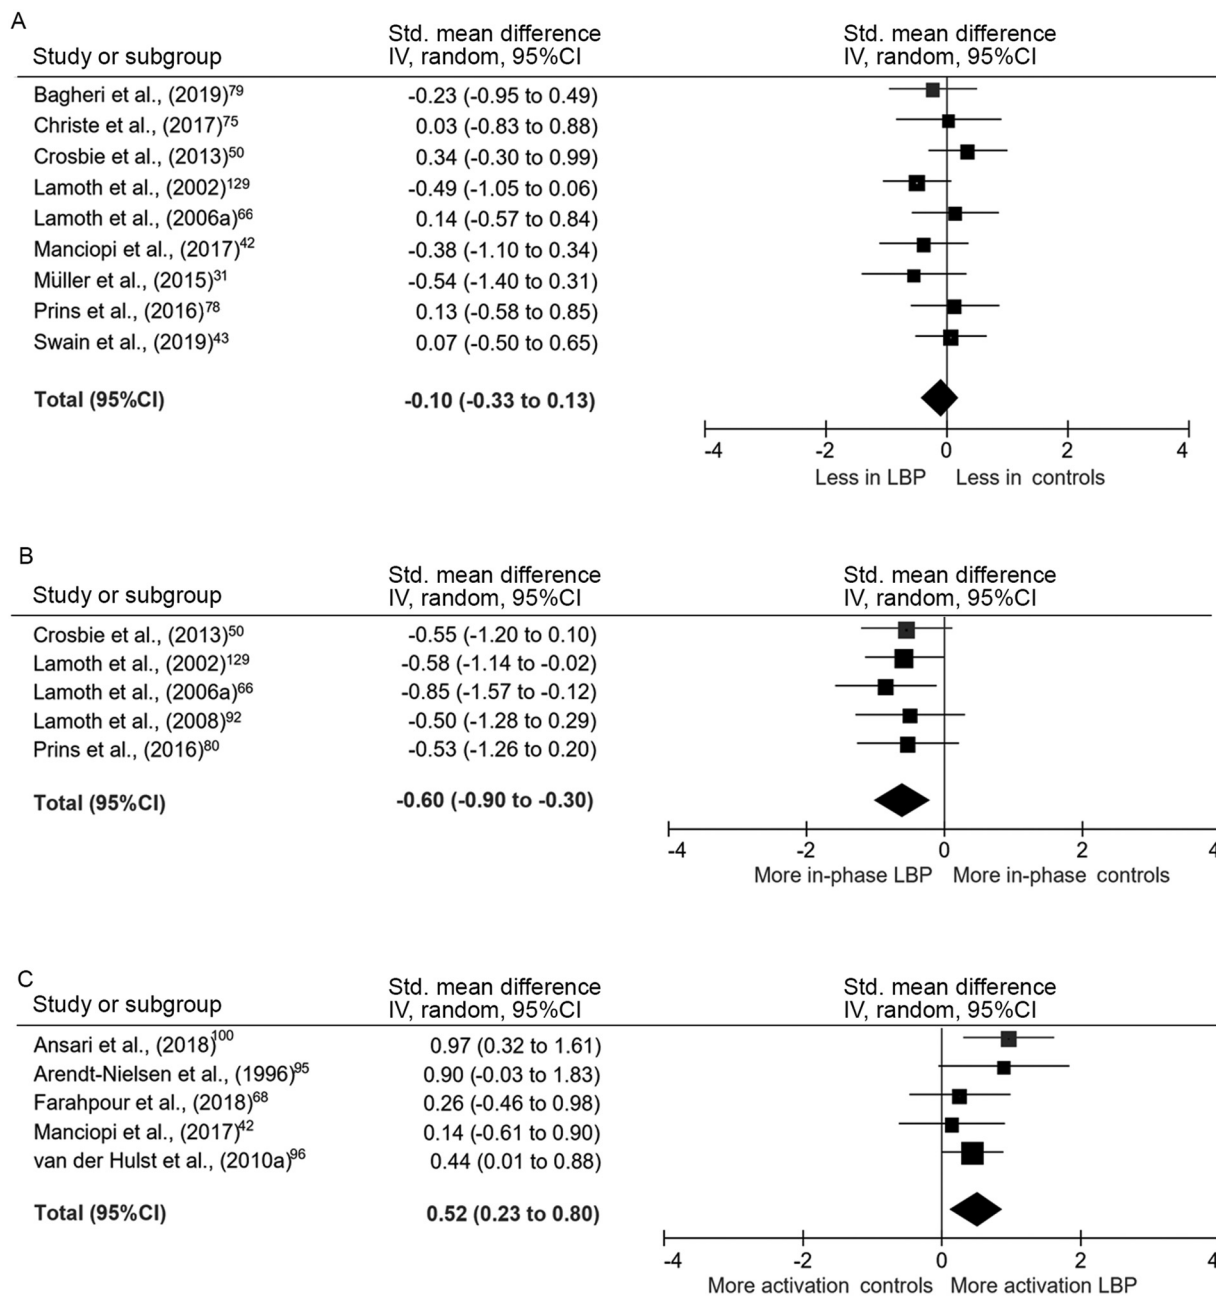 A
Study or subgroup
Std. mean difference
IV, random, 95%CI
Std. mean difference
IV, random, 95%CI
Bagheri et al., (2019)79 -0.23 (-0.95 to 0.49)
Christe et al., (2017)75 0.03 (-0.83 to 0.88)
Crosbie et al., (2013)50 0.34 (-0.30 to 0.99)
Lamoth et al., (2002)129 -0.49 (-1.05 to 0.06)
Lamoth et al., (2006a)66 0.14 (-0.57 to 0.84)
Manciopi et al., (2017)42 -0.38 (-1.10 to 0.34)
Müller et al., (2015)31 -0.54 (-1.40 to 0.31)
Prins et al., (2016)78 0.13 (-0.58 to 0.85)
Swain et al., (2019)43 0.07 (-0.50 to 0.65)
Total (95%CI) -0.10 (-0.33 to 0.13)
-4 -2 0 2 4
Less in LBP Less in controls
B
Study or subgroup
Std. mean difference
IV, random, 95%CI
Std. mean difference
IV, random, 95%CI
Crosbie et al., (2013)50 -0.55 (-1.20 to 0.10)
Lamoth et al., (2002)129 -0.58 (-1.14 to -0.02)
Lamoth et al., (2006a)66 -0.85 (-1.57 to -0.12)
Lamoth et al., (2008)92 -0.50 (-1.28 to 0.29)
Prins et al., (2016)80 -0.53 (-1.26 to 0.20)
Total (95%CI) -0.60 (-0.90 to -0.30)
-4 -2 0 2 4
More in-phase LBP More in-phase controls
C
Study or subgroup
Std. mean difference
IV, random, 95%CI
Std. mean difference
IV, random, 95%CI
Ansari et al., (2018)100 0.97 (0.32 to 1.61)
Arendt-Nielsen et al., (1996)95 0.90 (-0.03 to 1.83)
Farahpour et al., (2018)68 0.26 (-0.46 to 0.98)
Manciopi et al., (2017)42 0.14 (-0.61 to 0.90)
van der Hulst et al., (2010a)96 0.44 (0.01 to 0.88)
Total (95%CI) 0.52 (0.23 to 0.80)
-4 -2 0 2 4
More activation controls More activation LBP